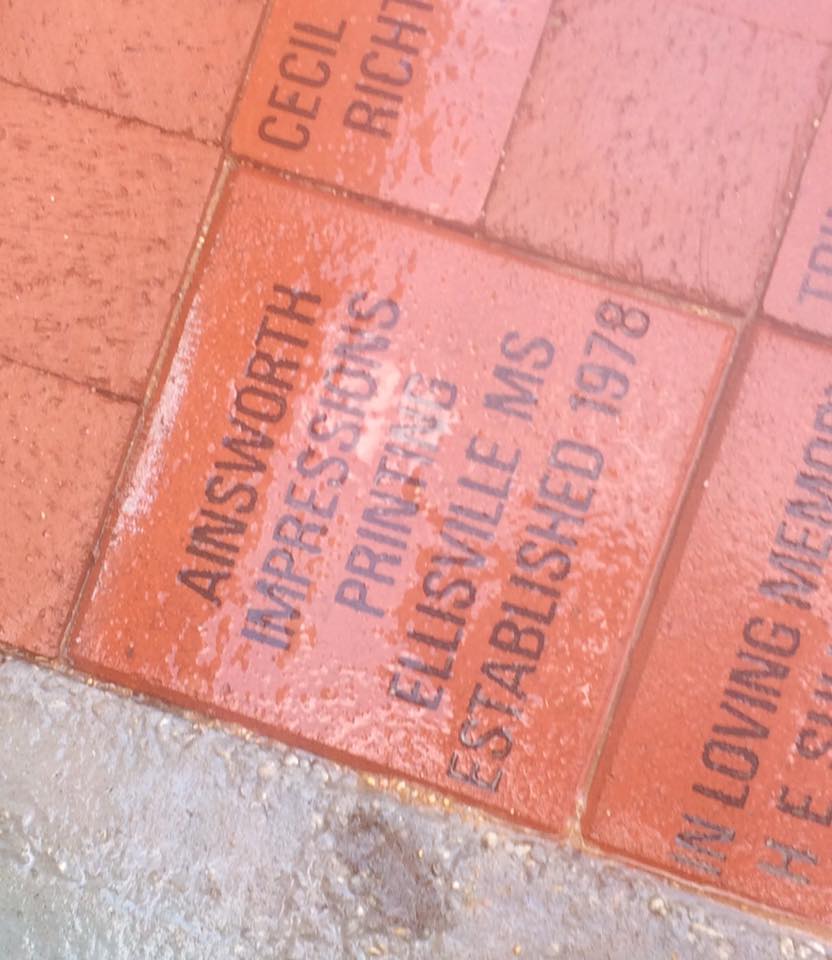 CECIL
AINSWORTH
IMPRESSIONS
PRINTING
ELLISVILLE MS
ESTABLISHED 1978
IN LOVING
H E